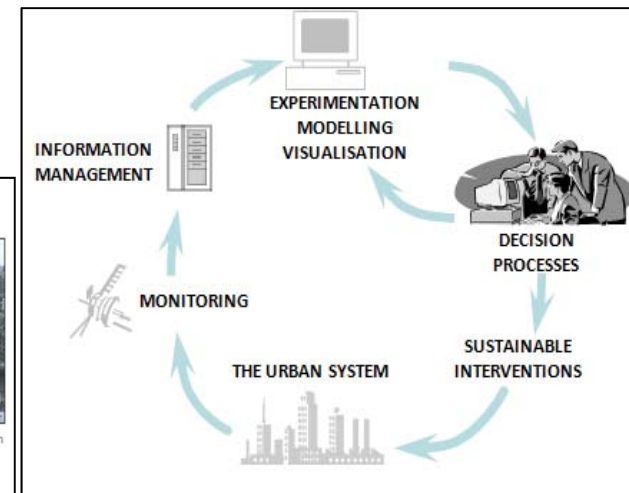 EXPERIMENTATION
MODELLING
VISUALISATION
INFORMATION
MANAGEMENT
DECISION
PROCESSES
MONITORING
SUSTAINABLE
INTERVENTIONS
THE URBAN SYSTEM